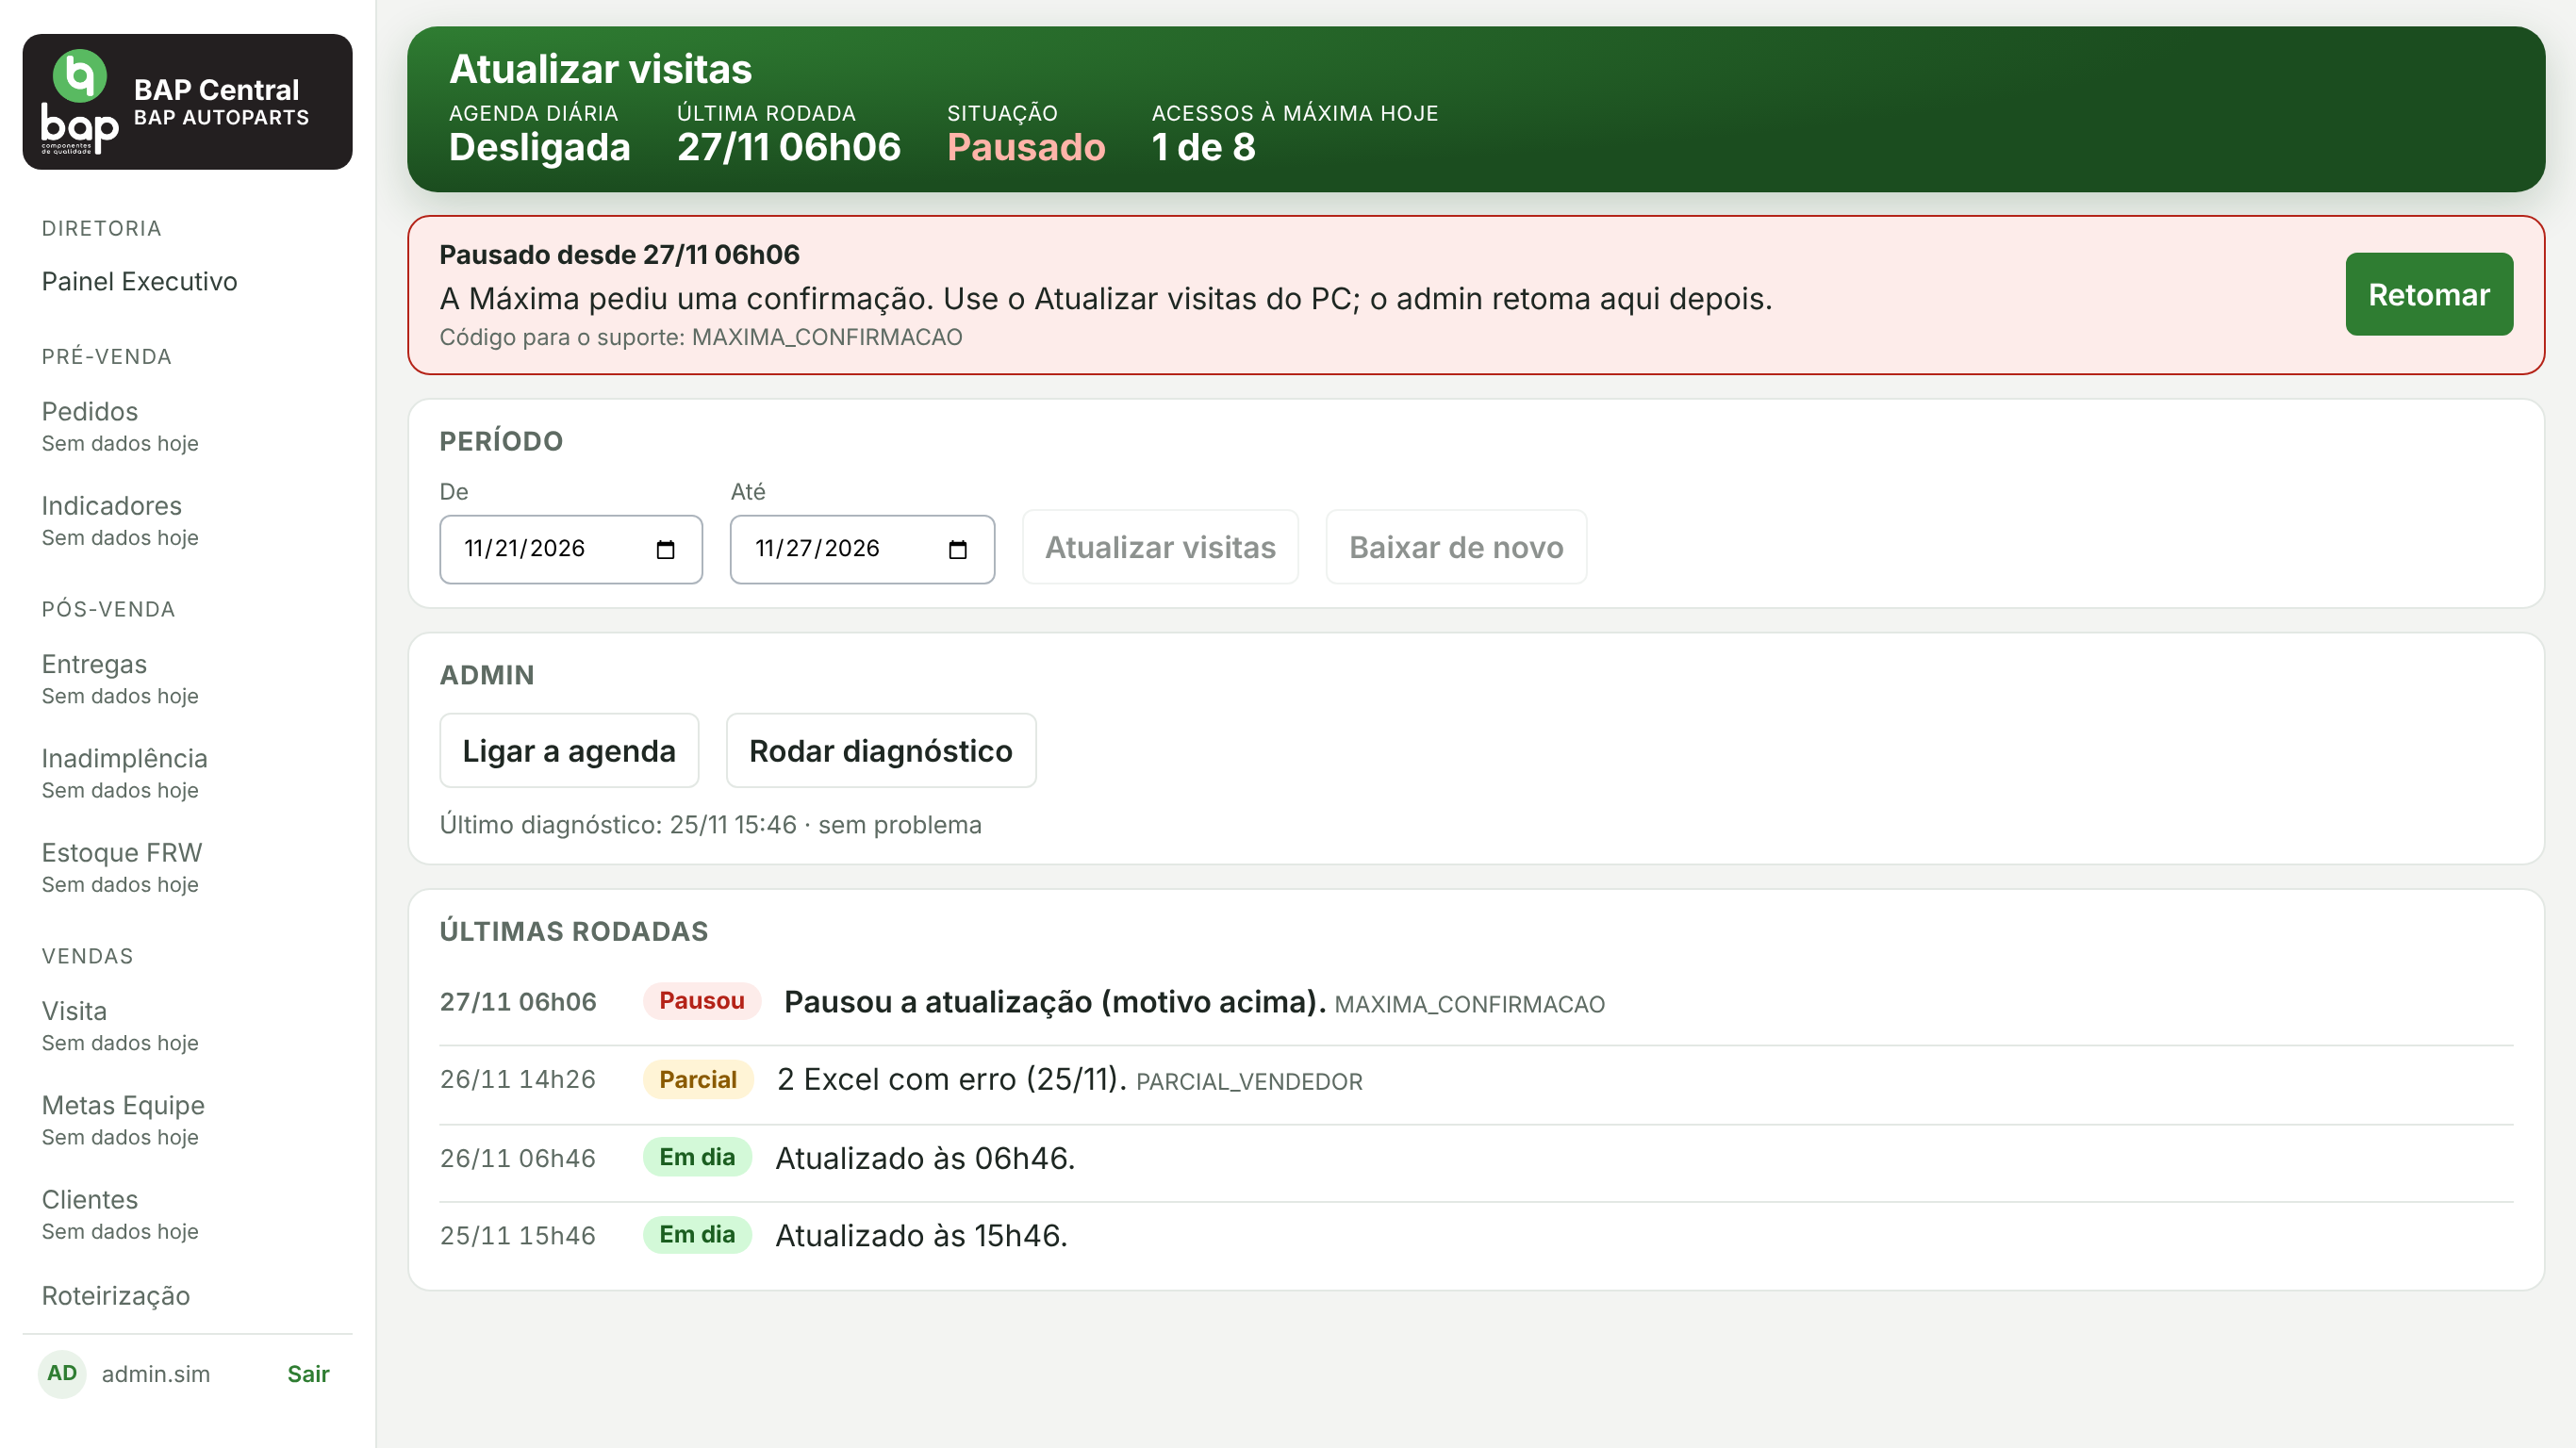 bap
componentes
de qualidade
BAP Central
BAP AUTOPARTS
DIRETORIA
Painel Executivo
PRÉ-VENDA
Pedidos
Sem dados hoje
Indicadores
Sem dados hoje
PÓS-VENDA
Entregas
Sem dados hoje
Inadimplência
Sem dados hoje
Estoque FRW
Sem dados hoje
VENDAS
Visita
Sem dados hoje
Metas Equipe
Sem dados hoje
Clientes
Sem dados hoje
Roteirização
AD admin.sim Sair
Atualizar visitas
AGENDA DIÁRIA ÚLTIMA RODADA SITUAÇÃO ACESSOS À MÁXIMA HOJE
Desligada 27/11 06h06 Pausado 1 de 8
Pausado desde 27/11 06h06
A Máxima pediu uma confirmação. Use o Atualizar visitas do PC; o admin retoma aqui depois.
Código para o suporte: MAXIMA_CONFIRMACAO
Retomar
PERÍODO
De Até
11/21/2026 11/27/2026 Atualizar visitas Baixar de novo
ADMIN
Ligar a agenda Rodar diagnóstico
Último diagnóstico: 25/11 15:46 · sem problema
ÚLTIMAS RODADAS
27/11 06h06 Pausou Pausou a atualização (motivo acima). MAXIMA_CONFIRMACAO
26/11 14h26 Parcial 2 Excel com erro (25/11). PARCIAL_VENDEDOR
26/11 06h46 Em dia Atualizado às 06h46.
25/11 15h46 Em dia Atualizado às 15h46.